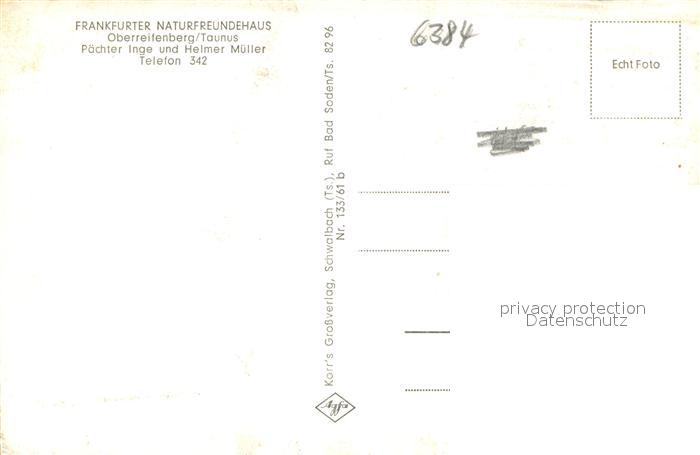 FRANKFURTER NATURFREUNDEHAUS
Oberreifenberg/Taunus
Pächter Inge und Helmer Müller
Telefon 342
6384
Echt Foto
Korr's Großverlag, Schwalbach (Ts.), Ruf Bad Soden/Ts. 82 96
Nr. 133/61 b
Agfa
privacy protection
Datenschutz